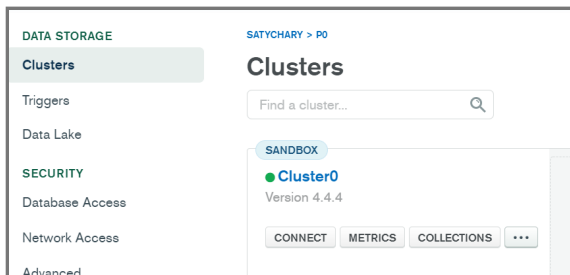 DATA STORAGE
Clusters
Triggers
Data Lake
SECURITY
Database Access
Network Access
Advanced
SATYCHARY > P0
Clusters
Find a cluster...
SANDBOX
Cluster0
Version 4.4.4
CONNECT METRICS COLLECTIONS ...